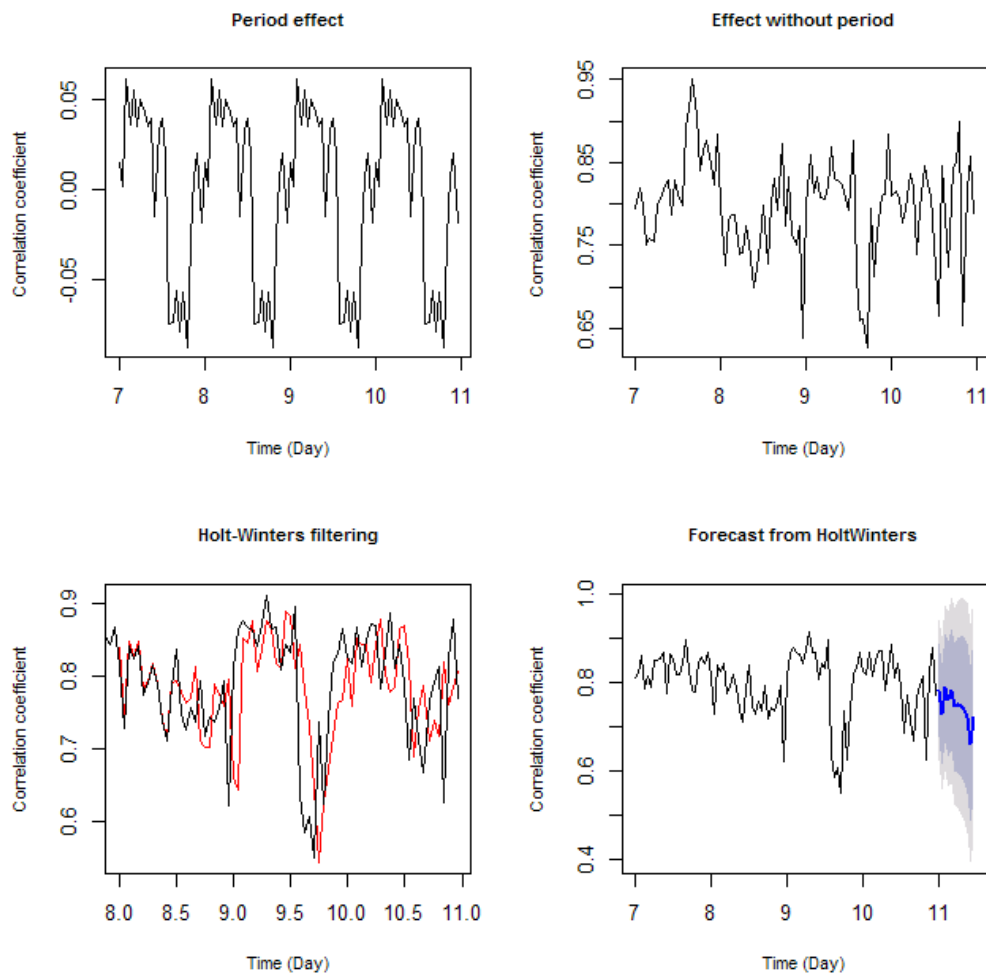 Period effect
Correlation coefficient
0.05
0.00
-0.05
7 8 9 10 11
Time (Day)
Effect without period
Correlation coefficient
0.95
0.85
0.75
0.65
7 8 9 10 11
Time (Day)
Holt-Winters filtering
Correlation coefficient
0.9
0.8
0.7
0.6
8.0 8.5 9.0 9.5 10.0 10.5 11.0
Time (Day)
Forecast from HoltWinters
Correlation coefficient
1.0
0.8
0.6
0.4
7 8 9 10 11
Time (Day)